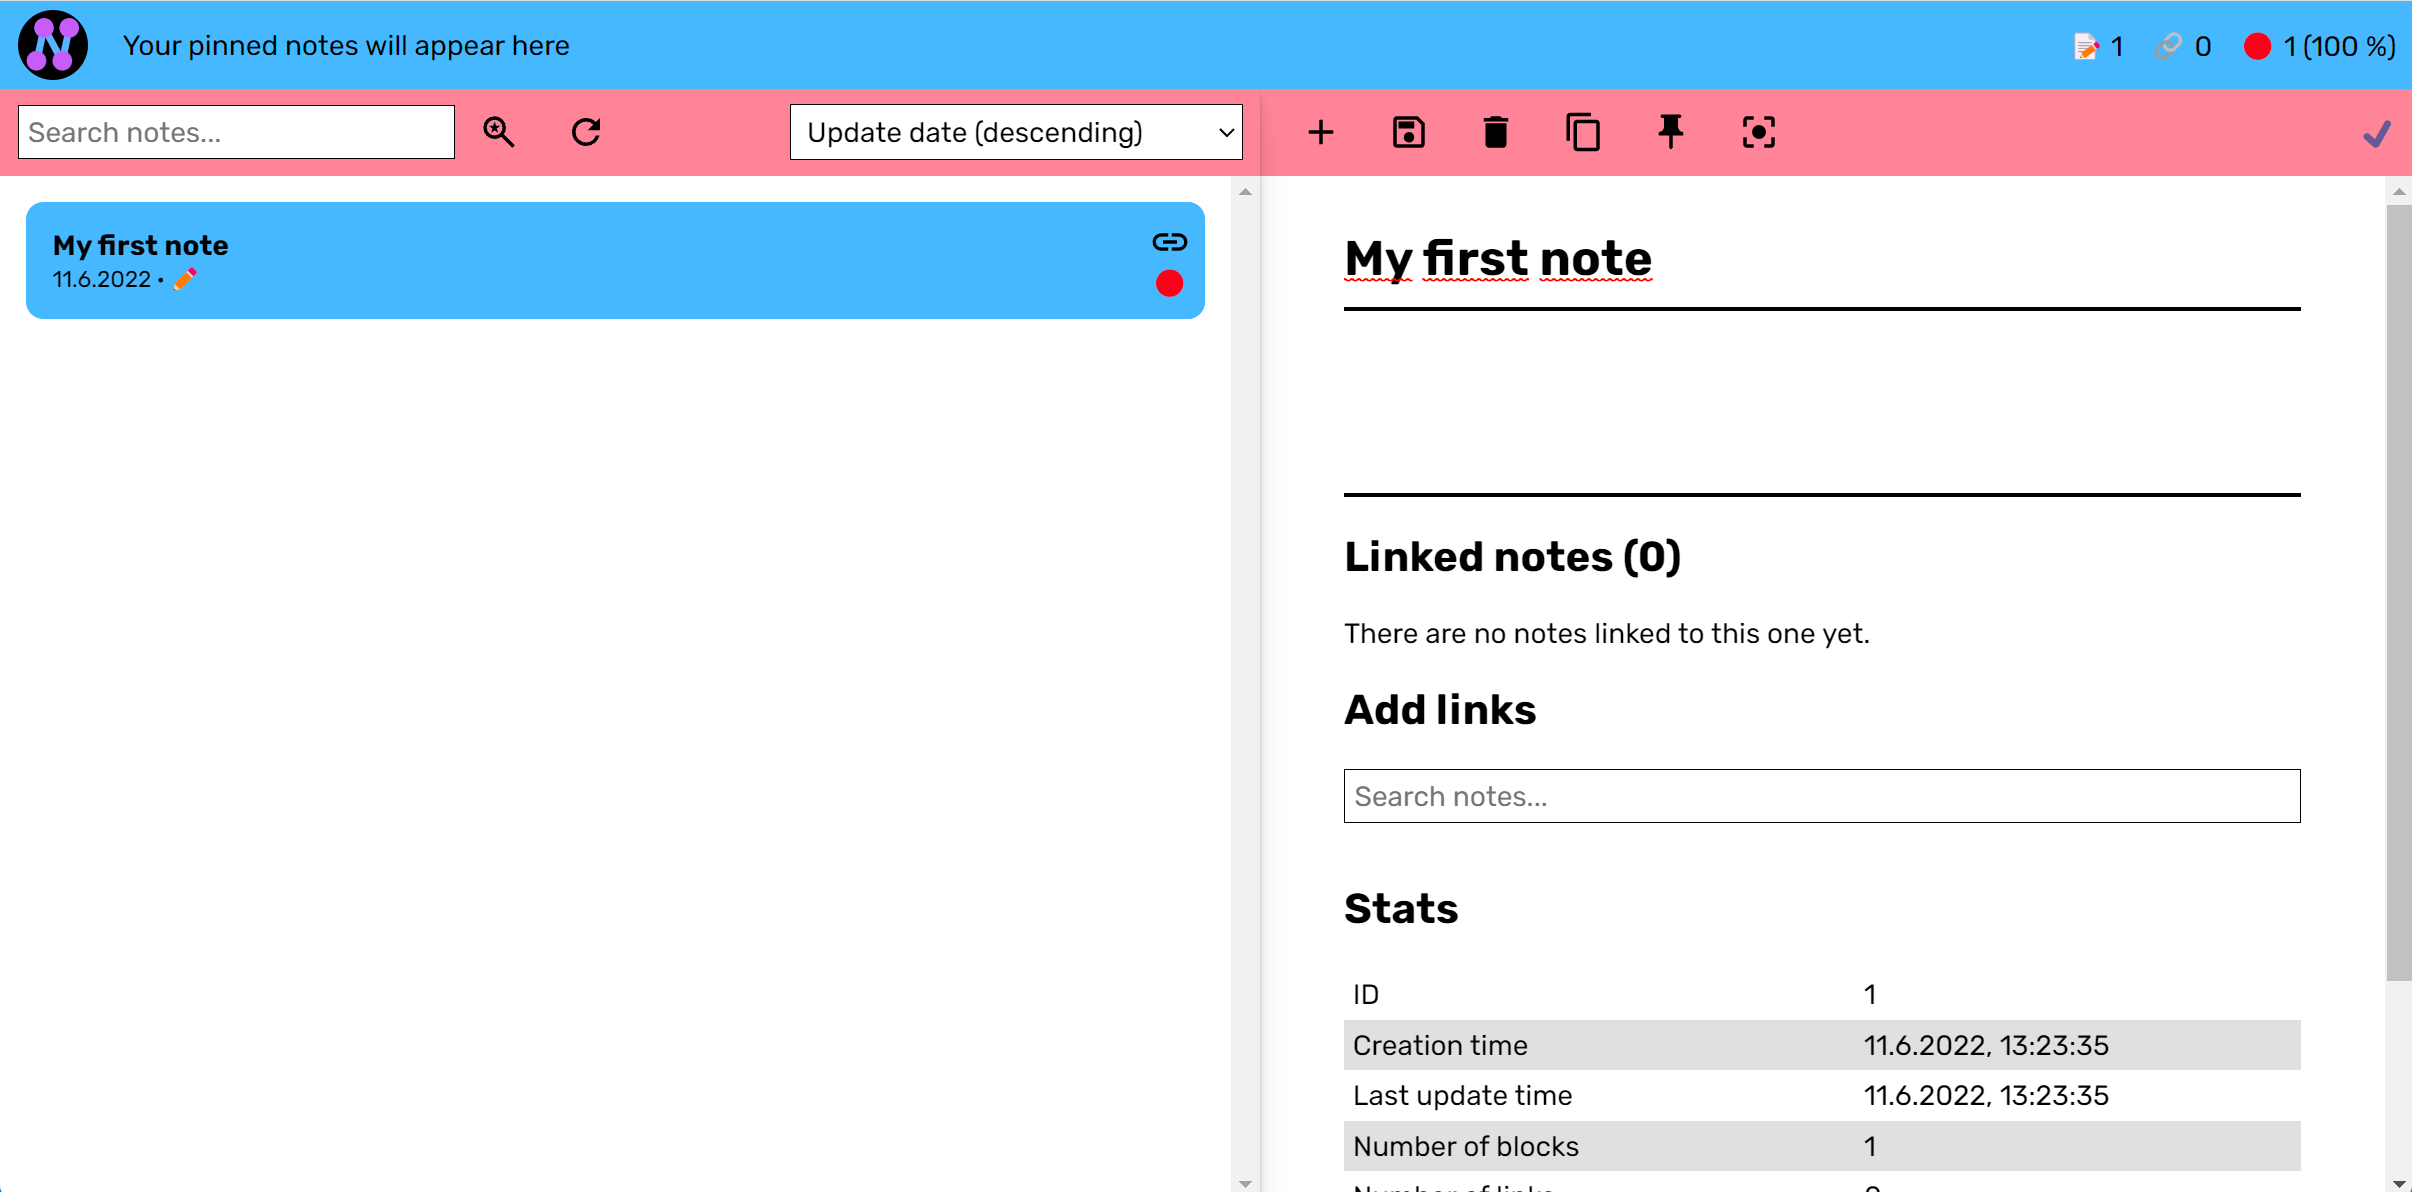 Your pinned notes will appear here
1 0 1 (100 %)
Search notes...
Update date (descending)
My first note
11.6.2022 •
My first note
Linked notes (0)
There are no notes linked to this one yet.
Add links
Search notes...
Stats
ID 1
Creation time 11.6.2022, 13:23:35
Last update time 11.6.2022, 13:23:35
Number of blocks 1